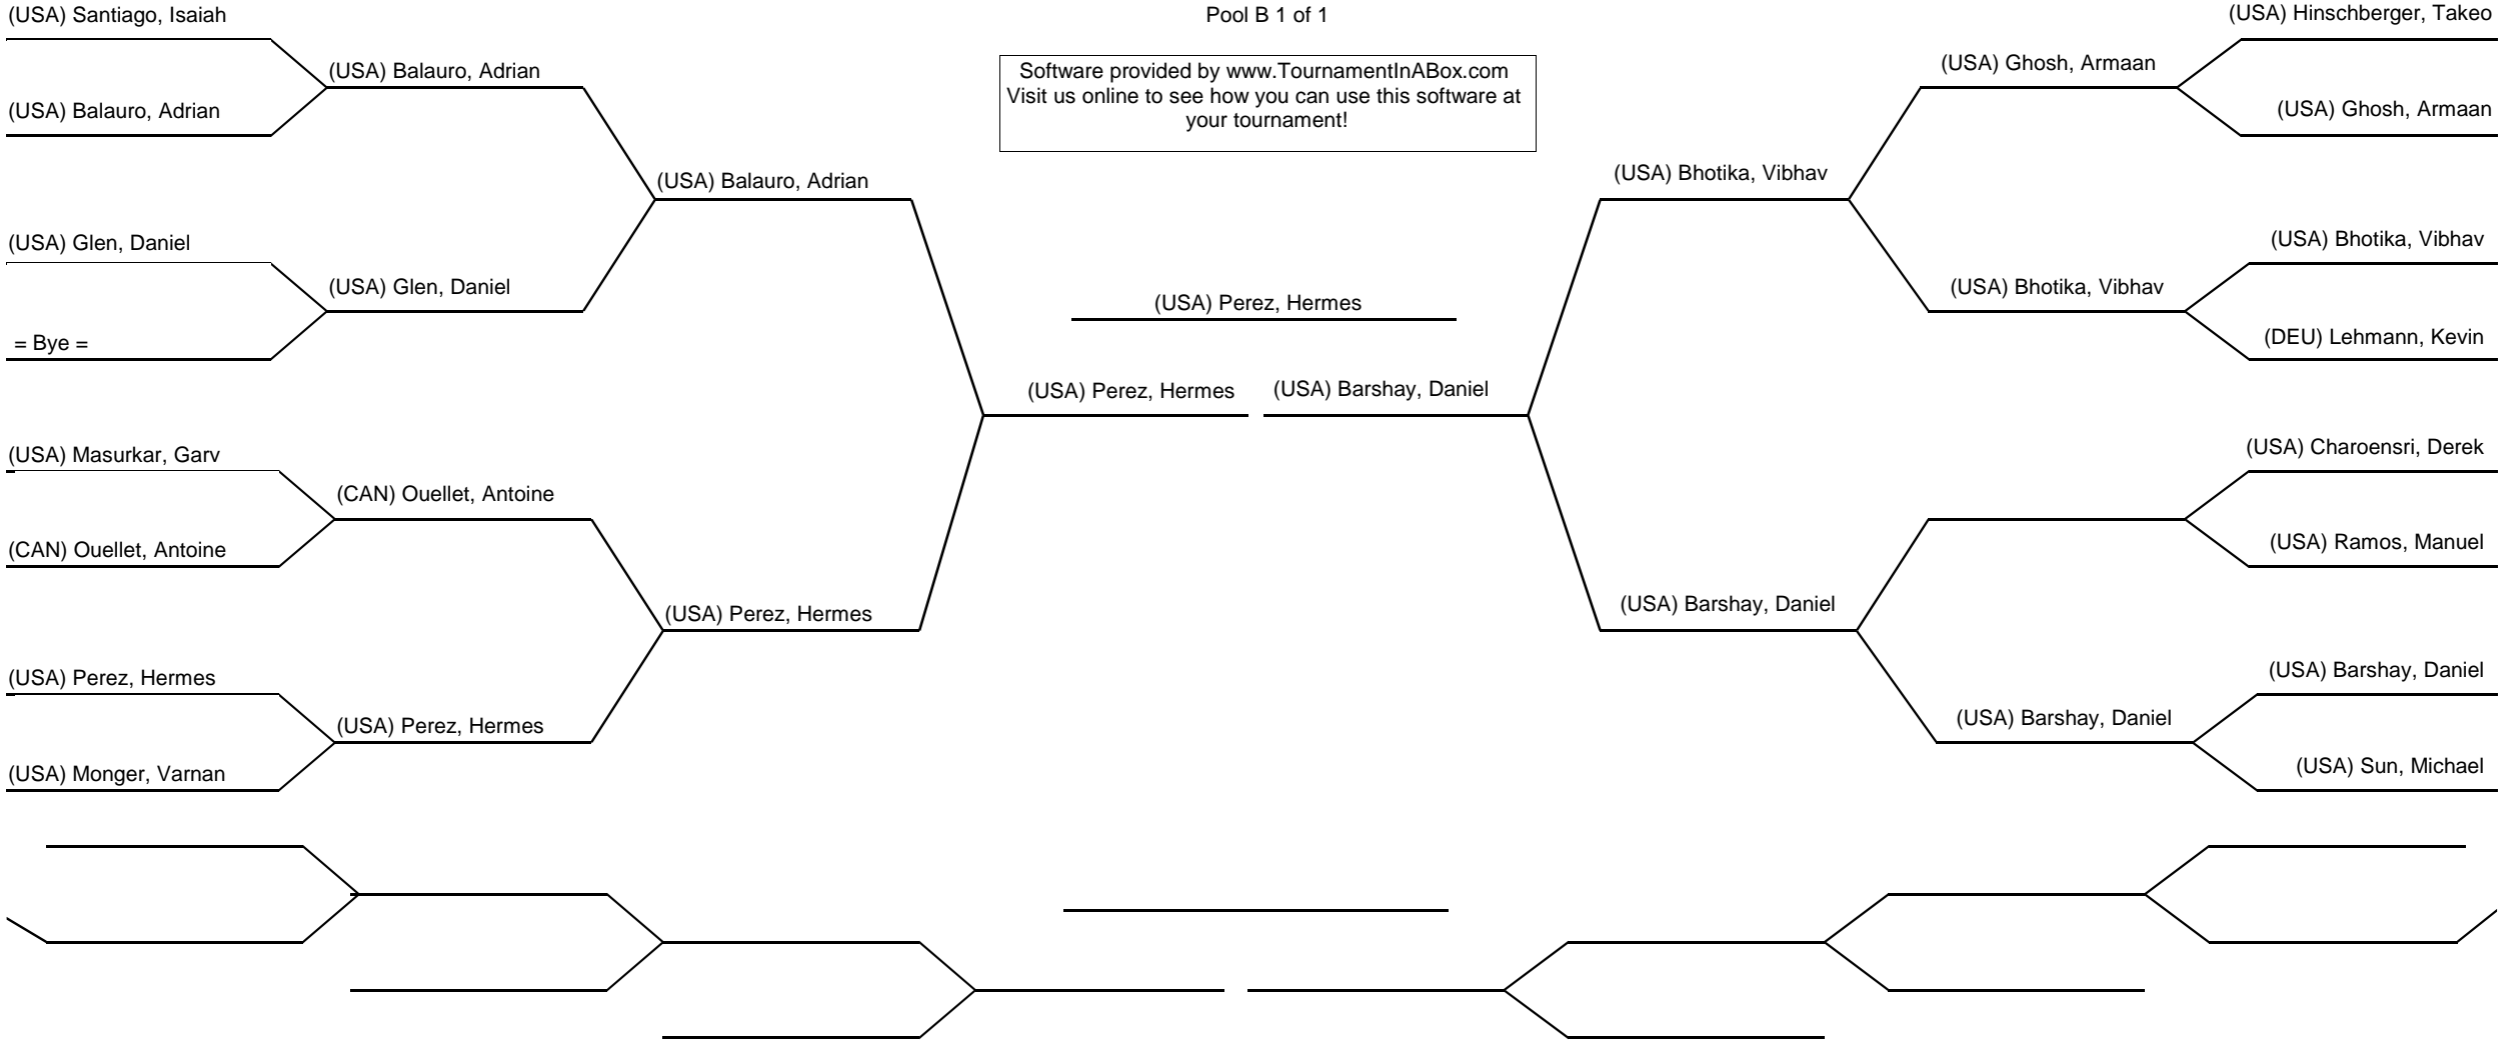 (USA) Santiago, Isaiah
Pool B 1 of 1
(USA) Hinschberger, Takeo
Software provided by www.TournamentInABox.com
Visit us online to see how you can use this software at
your tournament!
(USA) Balauro, Adrian
(USA) Ghosh, Armaan
(USA) Balauro, Adrian
(USA) Ghosh, Armaan
(USA) Balauro, Adrian
(USA) Bhotika, Vibhav
(USA) Glen, Daniel
(USA) Bhotika, Vibhav
(USA) Glen, Daniel
(USA) Perez, Hermes
(USA) Bhotika, Vibhav
= Bye =
(DEU) Lehmann, Kevin
(USA) Perez, Hermes
(USA) Barshay, Daniel
(USA) Masurkar, Garv
(USA) Charoensri, Derek
(CAN) Ouellet, Antoine
(CAN) Ouellet, Antoine
(USA) Ramos, Manuel
(USA) Perez, Hermes
(USA) Barshay, Daniel
(USA) Perez, Hermes
(USA) Barshay, Daniel
(USA) Perez, Hermes
(USA) Barshay, Daniel
(USA) Monger, Varnan
(USA) Sun, Michael